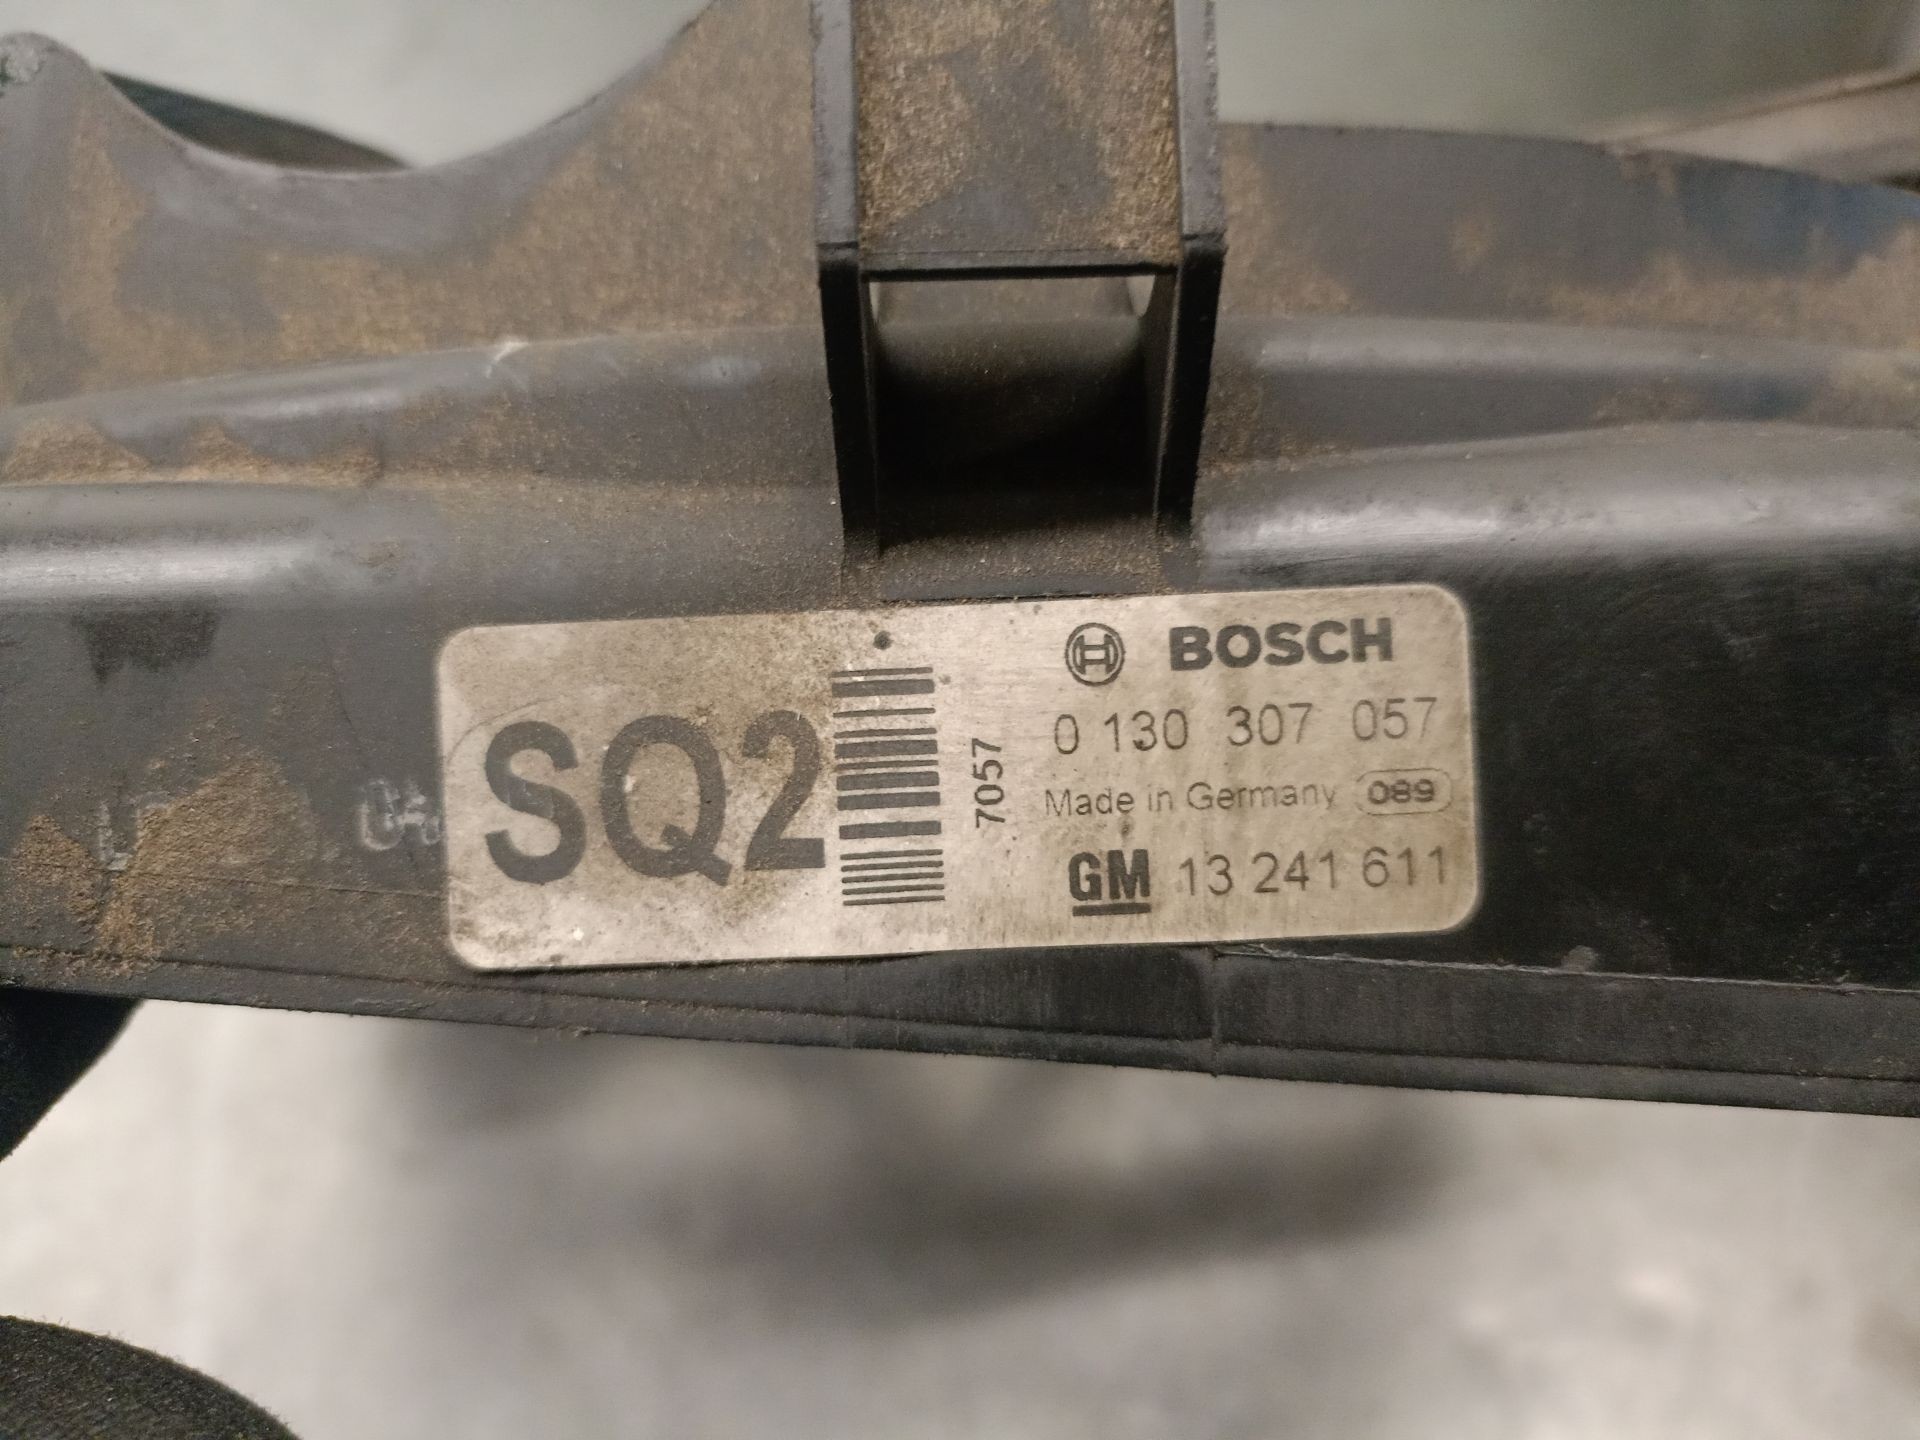 SQ2
7057
BOSCH
0 130 307 057
Made in Germany 089
GM 13 241 611